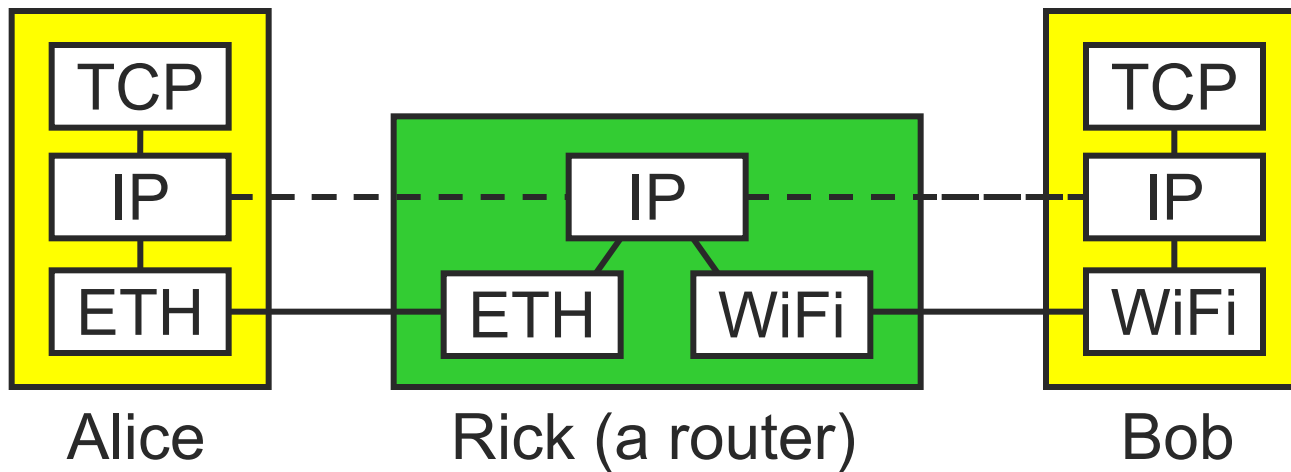 TCP
IP
ETH
Alice
IP
ETH
WiFi
Rick (a router)
TCP
IP
WiFi
Bob